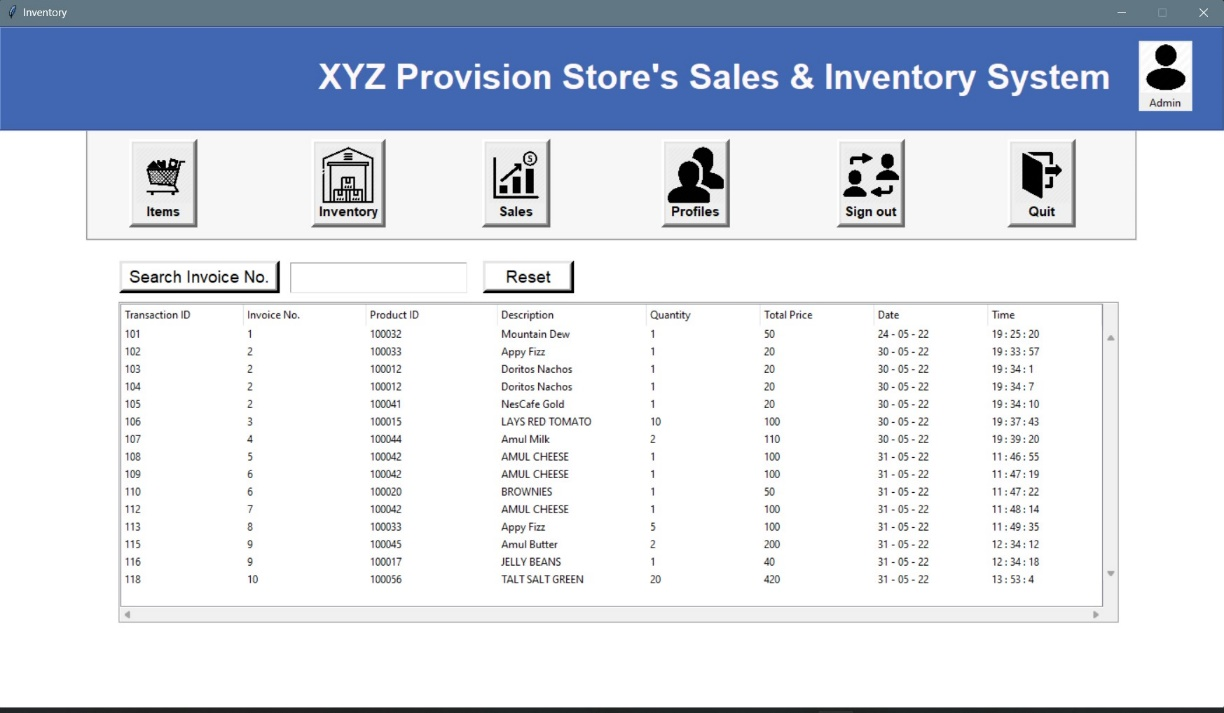 Inventory
XYZ Provision Store's Sales & Inventory System
Admin
Items Inventory Sales Profiles Sign out Quit
Search Invoice No. Reset
Transaction ID Invoice No. Product ID Description Quantity Total Price Date Time
101 1 100032 Mountain Dew 1 50 24 - 05 - 22 19 : 25 : 20
102 2 100033 Appy Fizz 1 20 30 - 05 - 22 19 : 33 : 57
103 2 100012 Doritos Nachos 1 20 30 - 05 - 22 19 : 34 : 1
104 2 100012 Doritos Nachos 1 20 30 - 05 - 22 19 : 34 : 7
105 2 100041 NesCafe Gold 1 20 30 - 05 - 22 19 : 34 : 10
106 3 100015 LAYS RED TOMATO 10 100 30 - 05 - 22 19 : 37 : 43
107 4 100044 Amul Milk 2 110 30 - 05 - 22 19 : 39 : 20
108 5 100042 AMUL CHEESE 1 100 31 - 05 - 22 11 : 46 : 55
109 6 100042 AMUL CHEESE 1 100 31 - 05 - 22 11 : 47 : 19
110 6 100020 BROWNIES 1 50 31 - 05 - 22 11 : 47 : 22
112 7 100042 AMUL CHEESE 1 100 31 - 05 - 22 11 : 48 : 14
113 8 100033 Appy Fizz 5 100 31 - 05 - 22 11 : 49 : 35
115 9 100045 Amul Butter 2 200 31 - 05 - 22 12 : 34 : 12
116 9 100017 JELLY BEANS 1 40 31 - 05 - 22 12 : 34 : 18
118 10 100056 TALT SALT GREEN 20 420 31 - 05 - 22 13 : 53 : 4